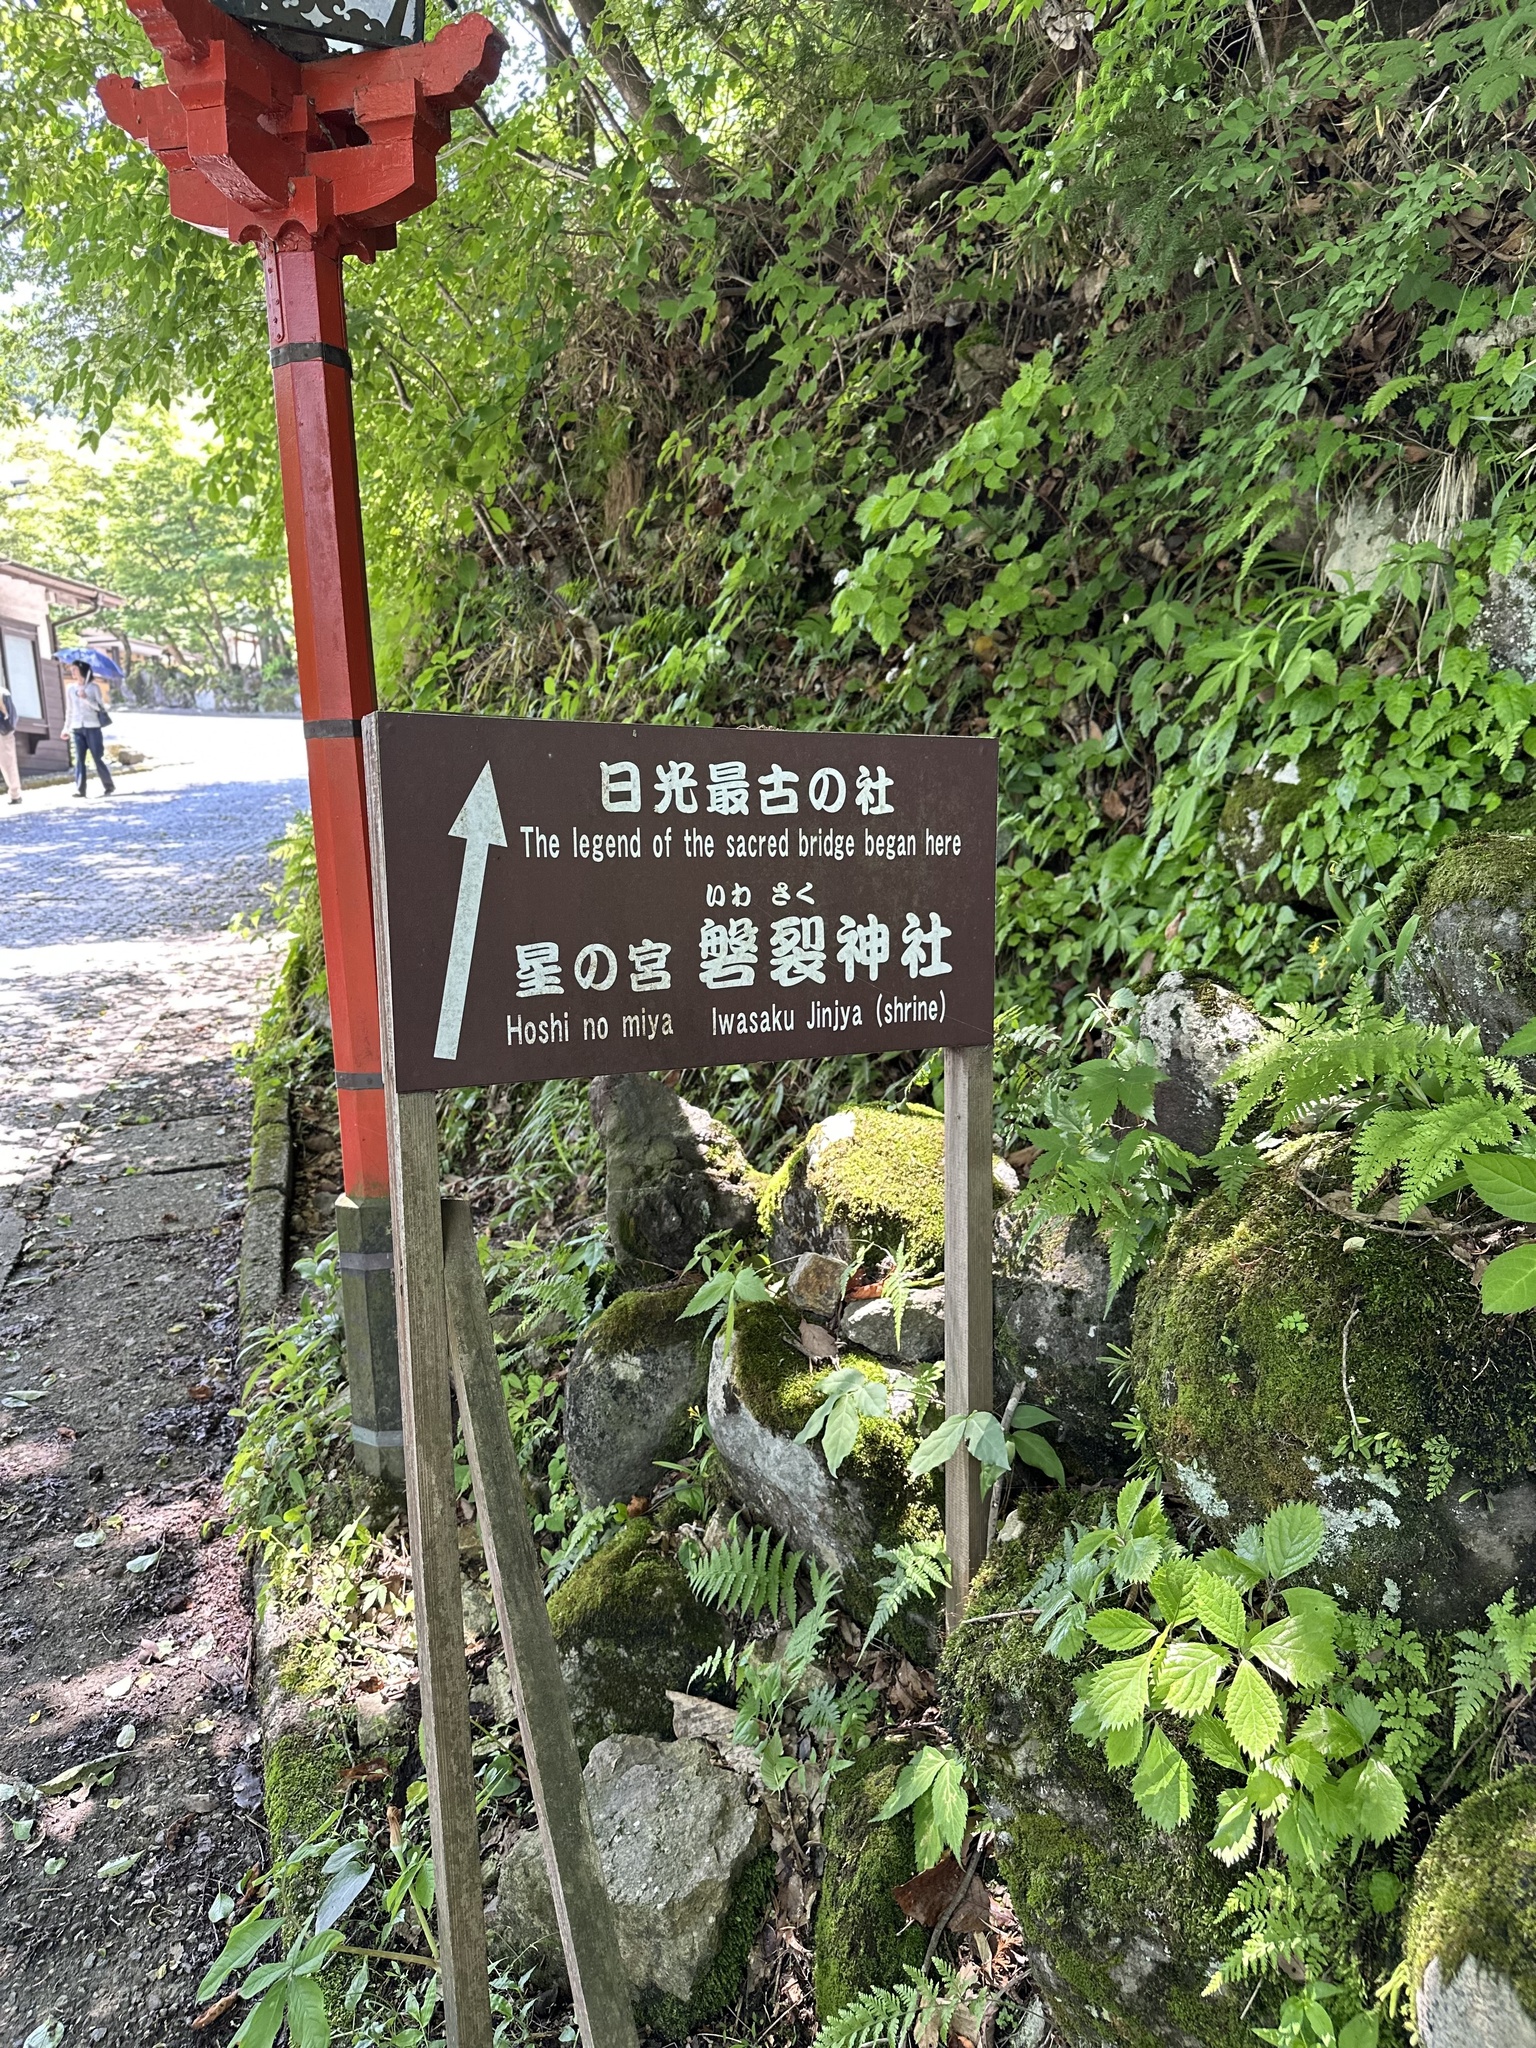 日光最古の社
The legend of the sacred bridge began here
いわ さく
星の宮 磐裂神社
Hoshi no miya Iwasaku Jinjya (shrine)